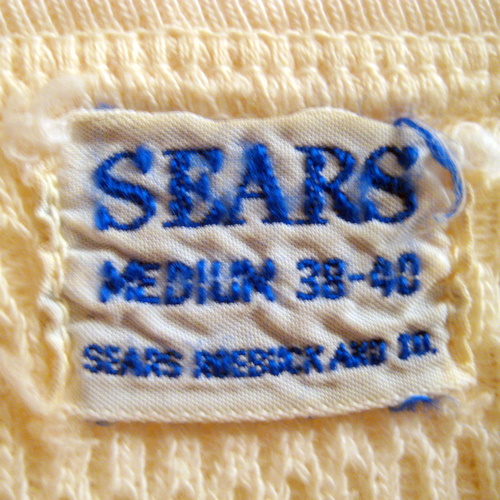 SEARS
MEDIUM 38-40
SEARS ROEBUCK AND CO.